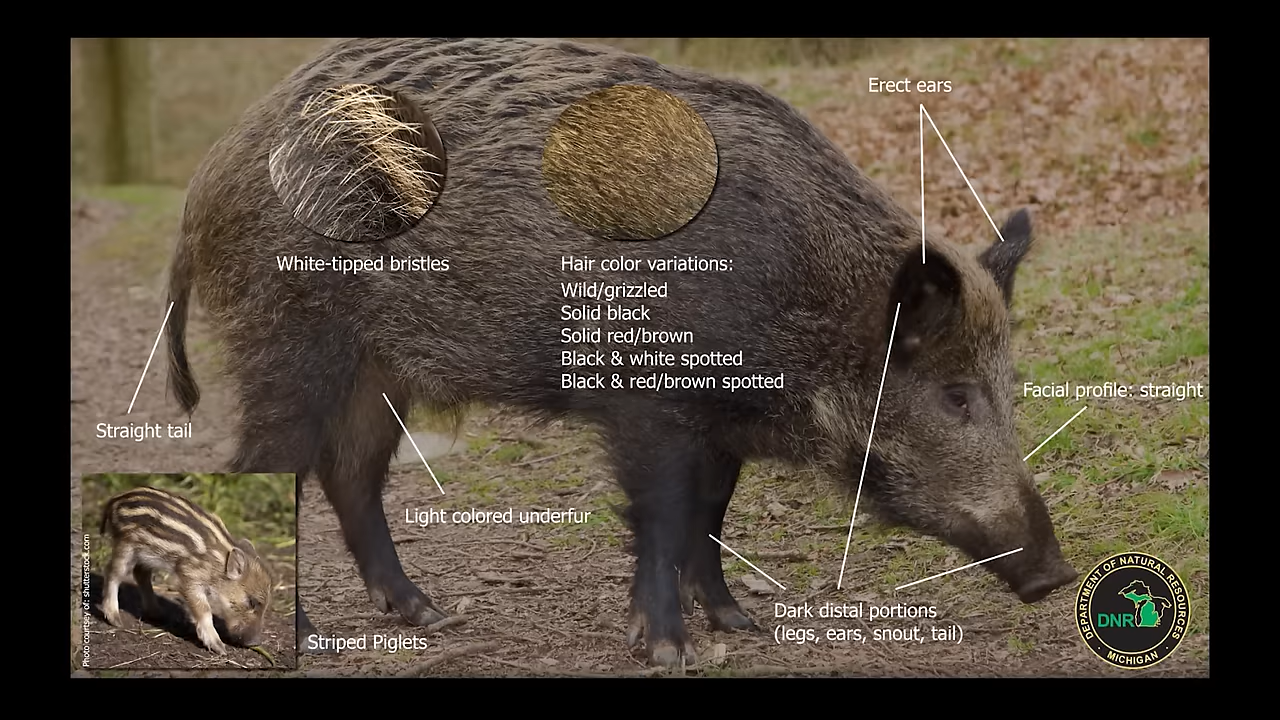 Erect ears
White-tipped bristles
Hair color variations:
Wild/grizzled
Solid black
Solid red/brown
Black & white spotted
Black & red/brown spotted
Facial profile: straight
Straight tail
Light colored underfur
Dark distal portions
(legs, ears, snout, tail)
Striped Piglets
Photo courtesy of: shutterstock.com
DEPARTMENT OF NATURAL RESOURCES
DNR
MICHIGAN